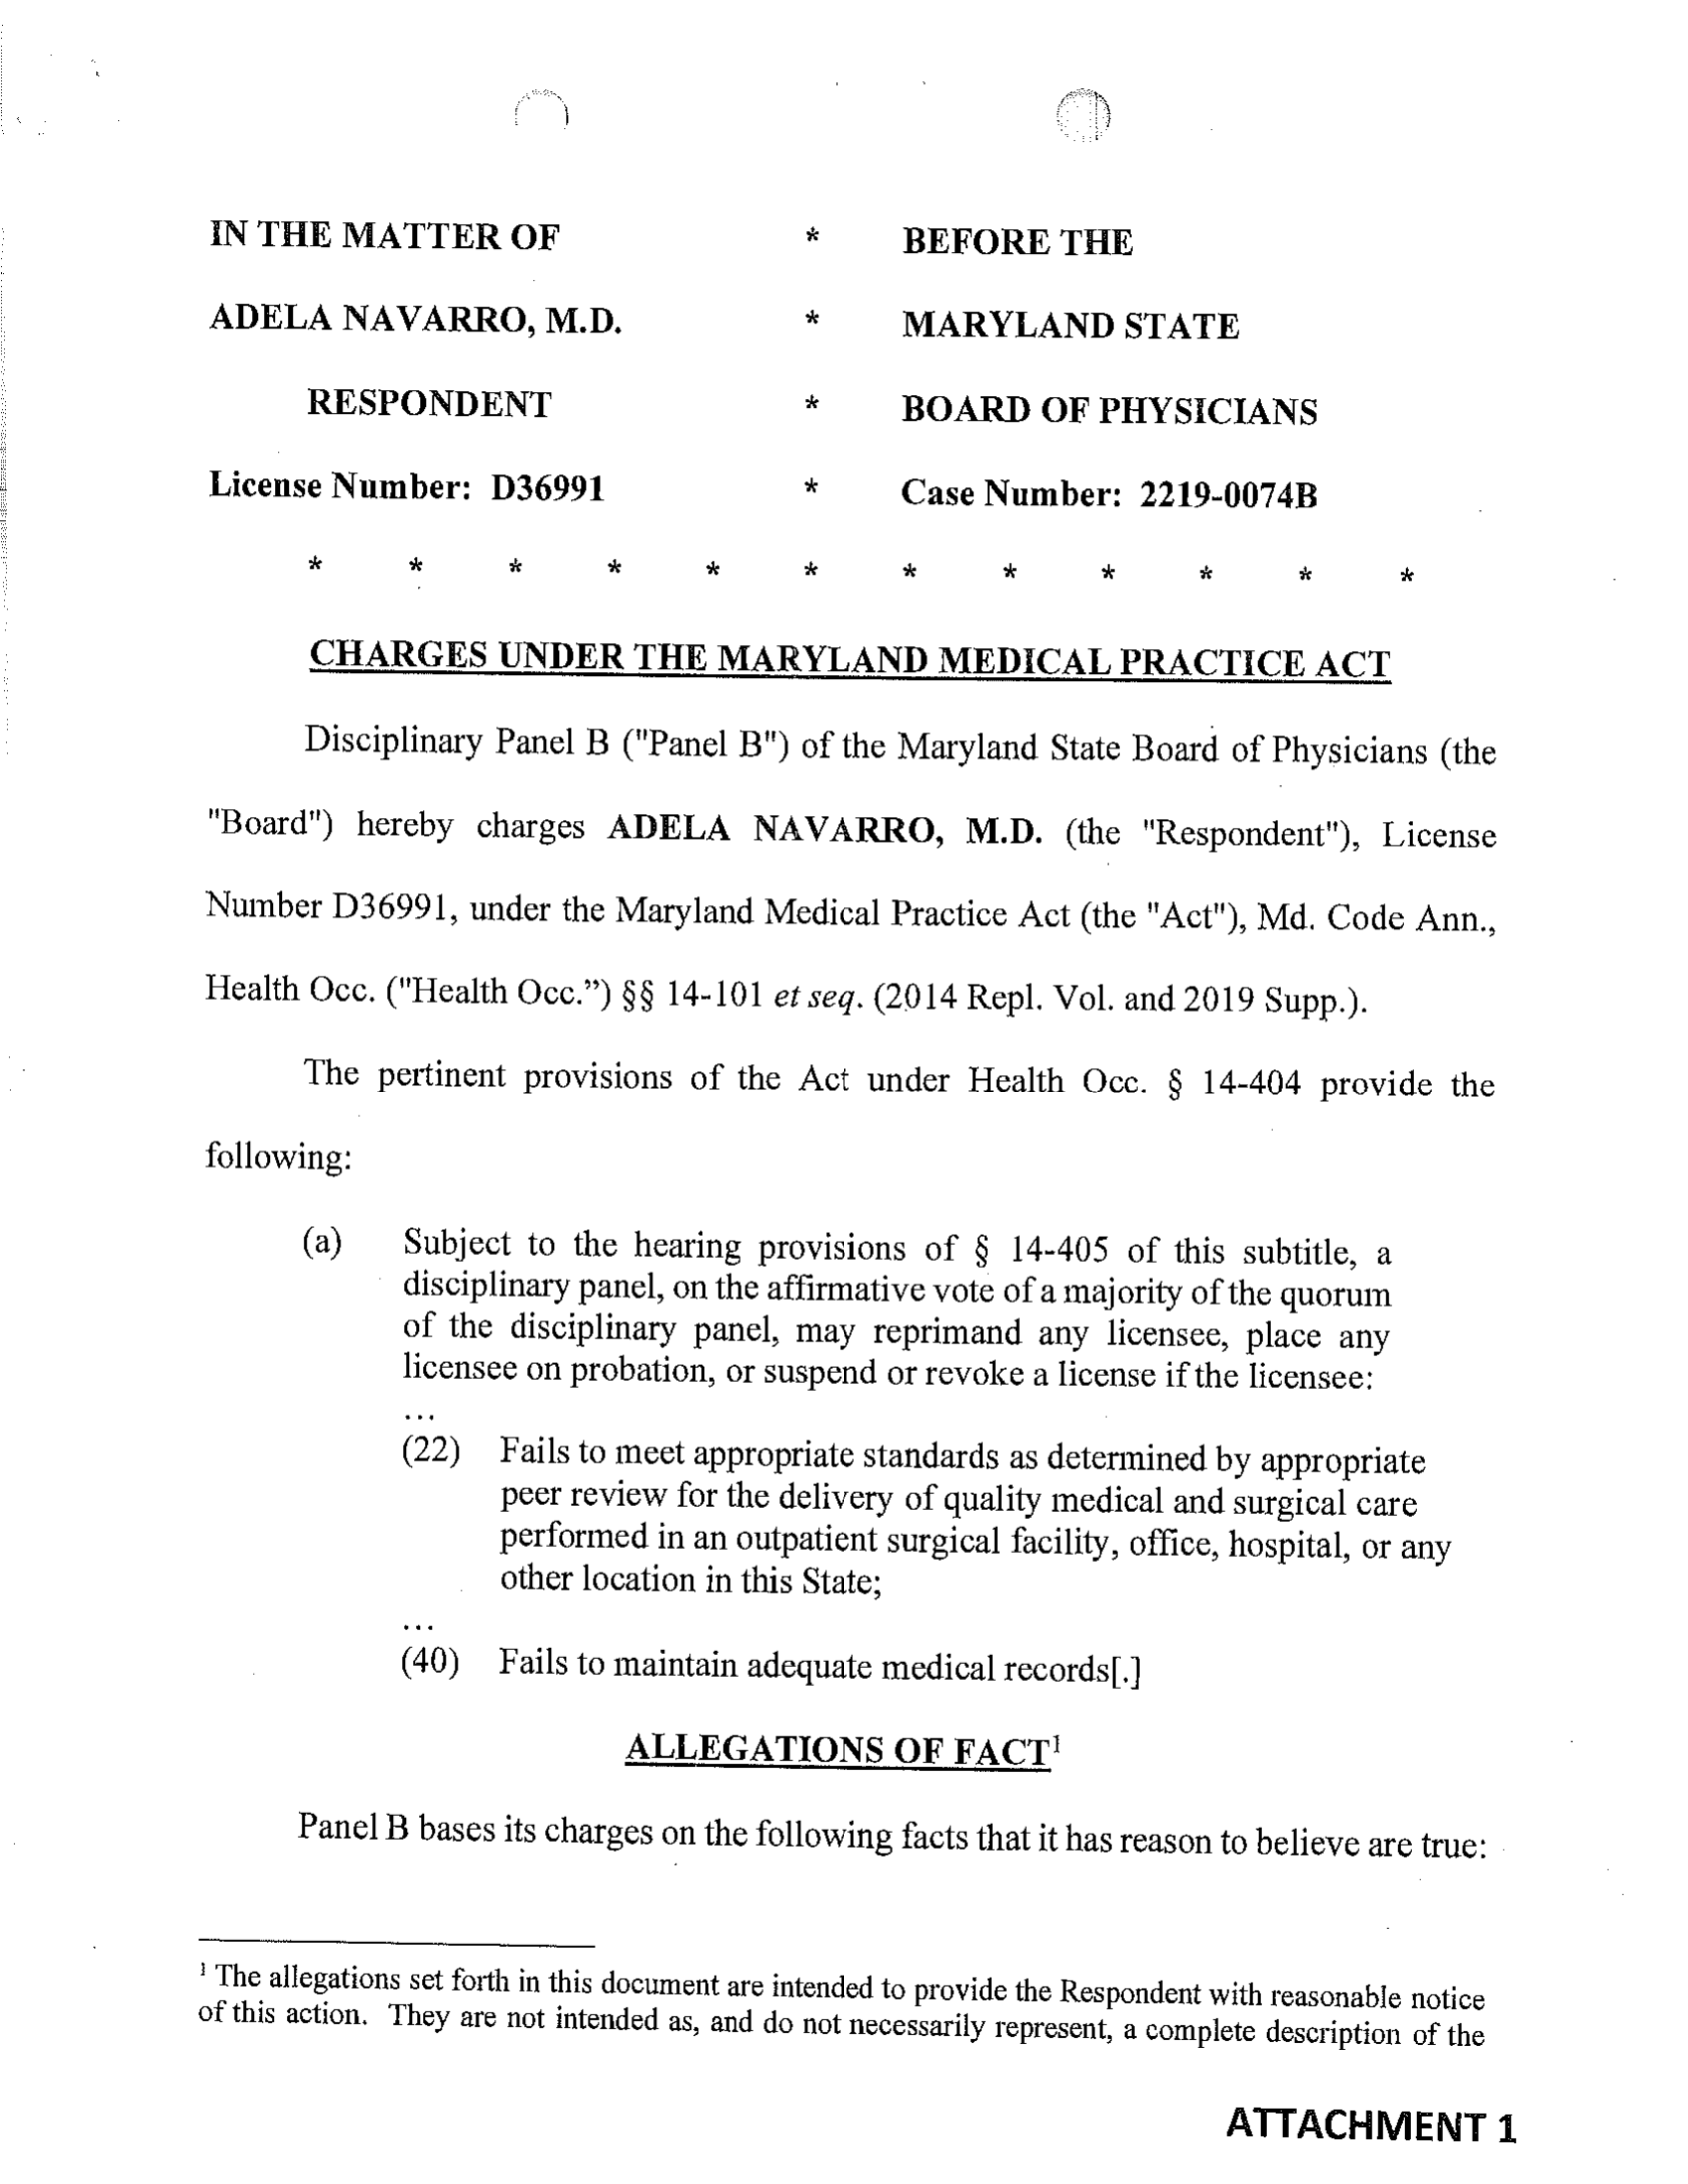 IN THE MATTER OF * BEFORE THE
ADELA NAVARRO, M.D. * MARYLAND STATE
RESPONDENT * BOARD OF PHYSICIANS
License Number: D36991 * Case Number: 2219-0074B
* * * * * * * * * * * *
CHARGES UNDER THE MARYLAND MEDICAL PRACTICE ACT
Disciplinary Panel B ("Panel B") of the Maryland State Board of Physicians (the
"Board") hereby charges ADELA NAVARRO, M.D. (the "Respondent"), License
Number D36991, under the Maryland Medical Practice Act (the "Act"), Md. Code Ann.,
Health Occ. ("Health Occ.”) §§ 14-101 et seq. (2014 Repl. Vol. and 2019 Supp.).
The pertinent provisions of the Act under Health Occ. § 14-404 provide the
following:
(a) Subject to the hearing provisions of § 14-405 of this subtitle, a
disciplinary panel, on the affirmative vote of a majority of the quorum
of the disciplinary panel, may reprimand any licensee, place any
licensee on probation, or suspend or revoke a license if the licensee:
...
(22) Fails to meet appropriate standards as determined by appropriate
peer review for the delivery of quality medical and surgical care
performed in an outpatient surgical facility, office, hospital, or any
other location in this State;
...
(40) Fails to maintain adequate medical records[.]
ALLEGATIONS OF FACT¹
Panel B bases its charges on the following facts that it has reason to believe are true:
¹ The allegations set forth in this document are intended to provide the Respondent with reasonable notice
of this action. They are not intended as, and do not necessarily represent, a complete description of the
ATTACHMENT 1